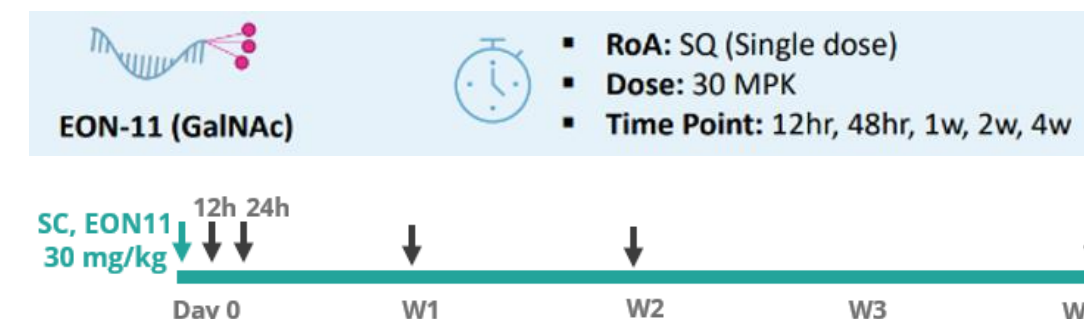 EON-11 (GalNAc)
▪ RoA: SQ (Single dose)
▪ Dose: 30 MPK
▪ Time Point: 12hr, 48hr, 1w, 2w, 4w
12h 24h
SC, EON11
30 mg/kg
Day 0 W1 W2 W3